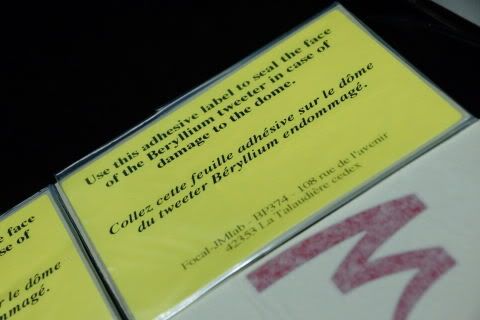 Use this adhesive label to seal the face
of the Beryllium tweeter in case of
damage to the dome.
Collez cette feuille adhésive sur le dôme
du tweeter Béryllium endommagé.
Focal-JMlab - BP374 - 108 rue de l'avenir
42353 La Talaudière cedex
face
se of
r le dôme
magé.